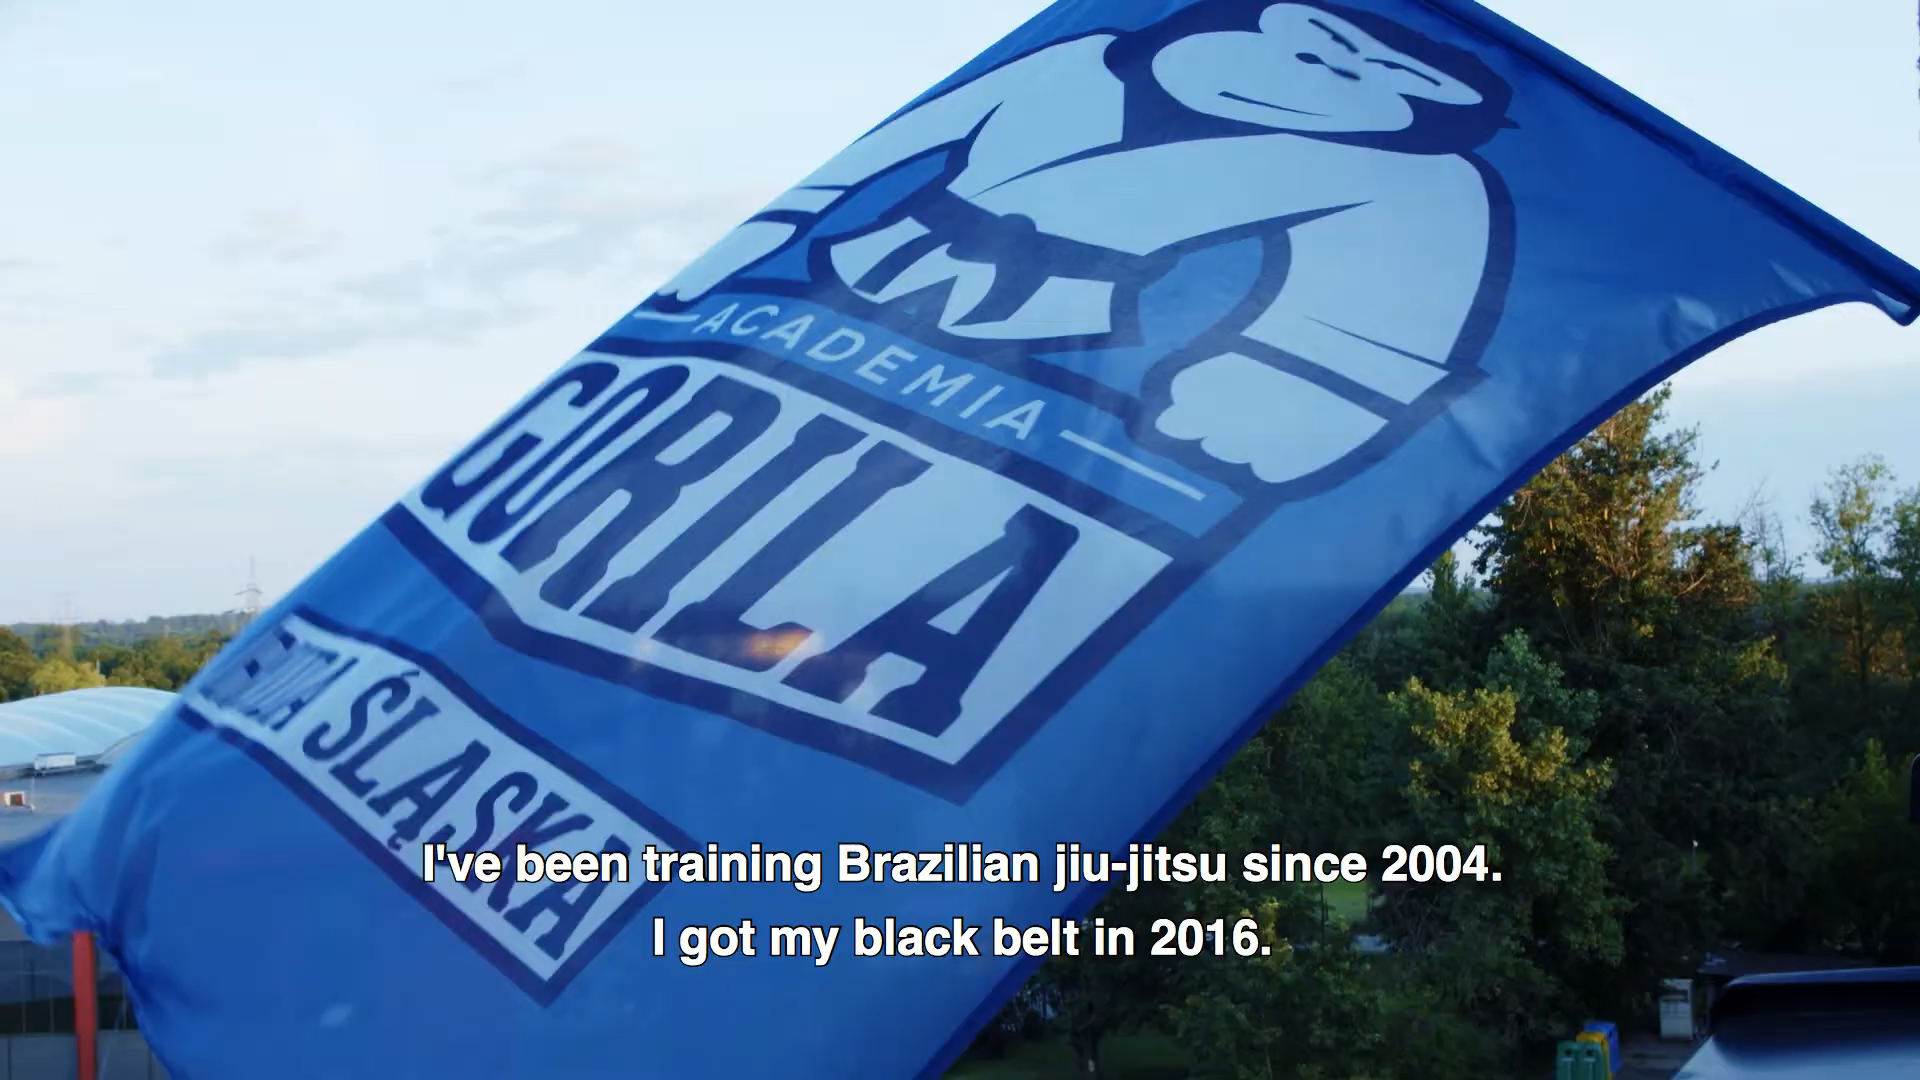 ACADEMIA
GORILA
ŚLĄSKA
I've been training Brazilian jiu-jitsu since 2004.
I got my black belt in 2016.